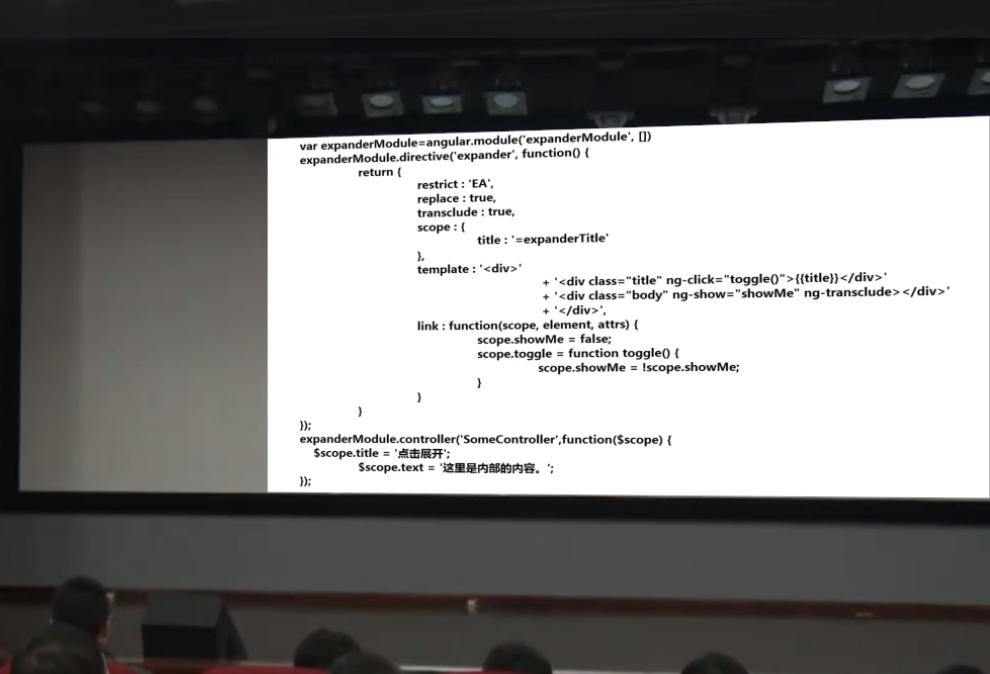 var expanderModule=angular.module('expanderModule', [])
expanderModule.directive('expander', function() {
return {
restrict : 'EA',
replace : true,
transclude : true,
scope : {
title : '=expanderTitle'
},
template : '<div>'
+ '<div class="title" ng-click="toggle()">{{title}}</div>'
+ '<div class="body" ng-show="showMe" ng-transclude></div>'
+ '</div>',
link : function(scope, element, attrs) {
scope.showMe = false;
scope.toggle = function toggle() {
scope.showMe = !scope.showMe;
}
}
}
});
expanderModule.controller('SomeController',function($scope) {
$scope.title = '点击展开';
$scope.text = '这里是内部的内容。';
});